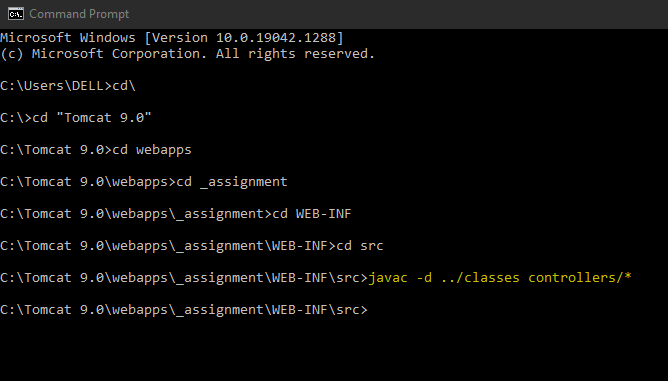 Command Prompt
Microsoft Windows [Version 10.0.19042.1288]
(c) Microsoft Corporation. All rights reserved.
C:\Users\DELL>cd\
C:\>cd "Tomcat 9.0"
C:\Tomcat 9.0>cd webapps
C:\Tomcat 9.0\webapps>cd _assignment
C:\Tomcat 9.0\webapps\_assignment>cd WEB-INF
C:\Tomcat 9.0\webapps\_assignment\WEB-INF>cd src
C:\Tomcat 9.0\webapps\_assignment\WEB-INF\src>javac -d ../classes controllers/*
C:\Tomcat 9.0\webapps\_assignment\WEB-INF\src>